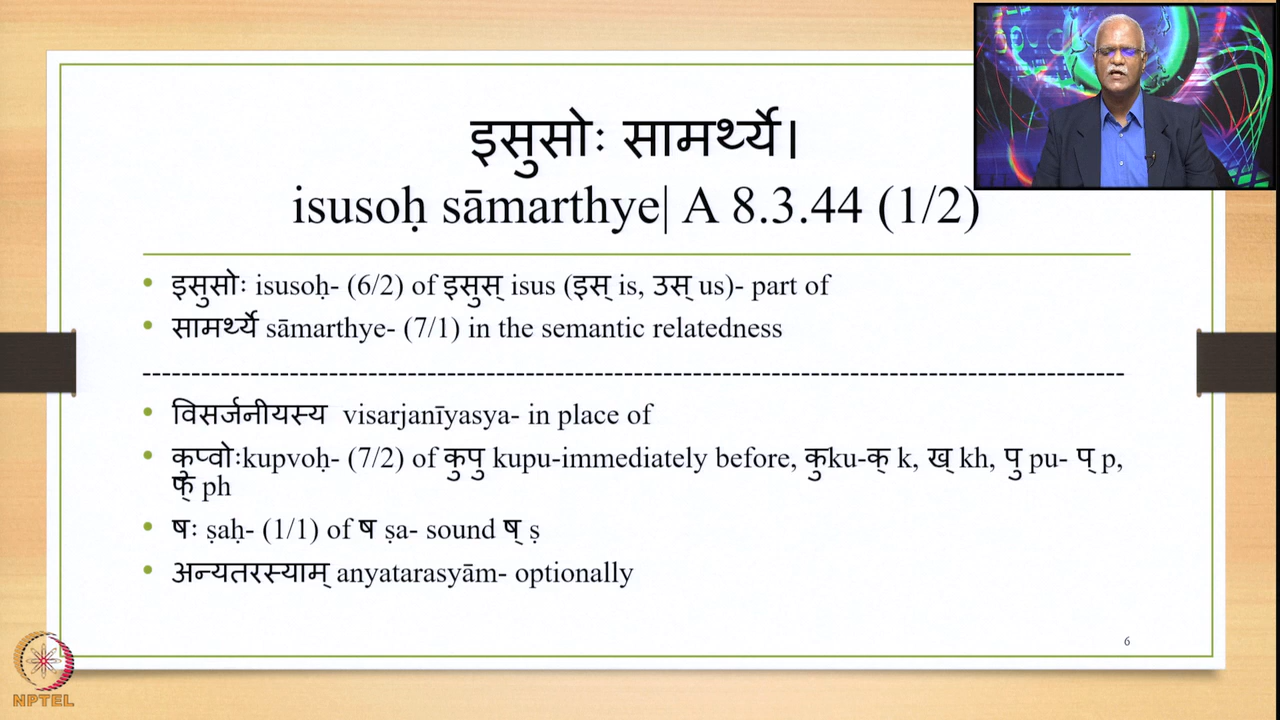 इसुसोः सामर्थ्ये।
isusoḥ sāmarthye| A 8.3.44 (1/2)
• इसुसोः isusoḥ- (6/2) of इसुस् isus (इस् is, उस् us)- part of
• सामर्थ्ये sāmarthye- (7/1) in the semantic relatedness
--------------------------------------------------------------------------------------------------
• विसर्जनीयस्य visarjanīyasya- in place of
• कुप्वोःkupvoḥ- (7/2) of कुपु kupu-immediately before, कुku-क् k, ख् kh, पु pu- प् p,
फ् ph
• षः ṣaḥ- (1/1) of ष ṣa- sound ष् ṣ
• अन्यतरस्याम् anyatarasyām- optionally
6
NPTEL